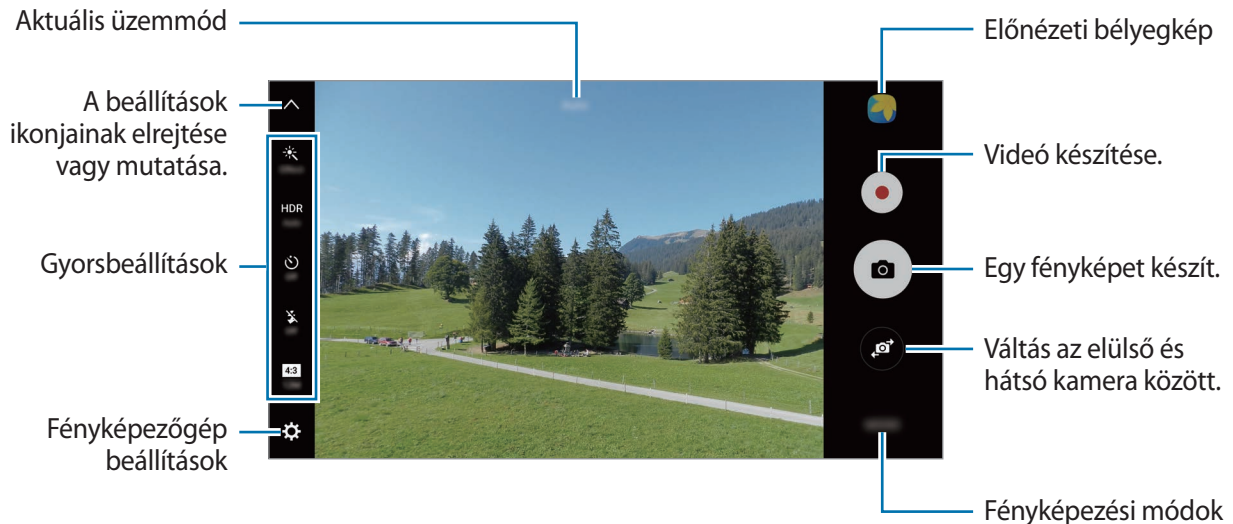 Aktuális üzemmód
A beállítások
ikonjainak elrejtése
vagy mutatása.
Gyorsbeállítások
Fényképezőgép
beállítások
HDR
4:3
Előnézeti bélyegkép
Videó készítése.
Egy fényképet készít.
Váltás az elülső és
hátsó kamera között.
Fényképezési módok